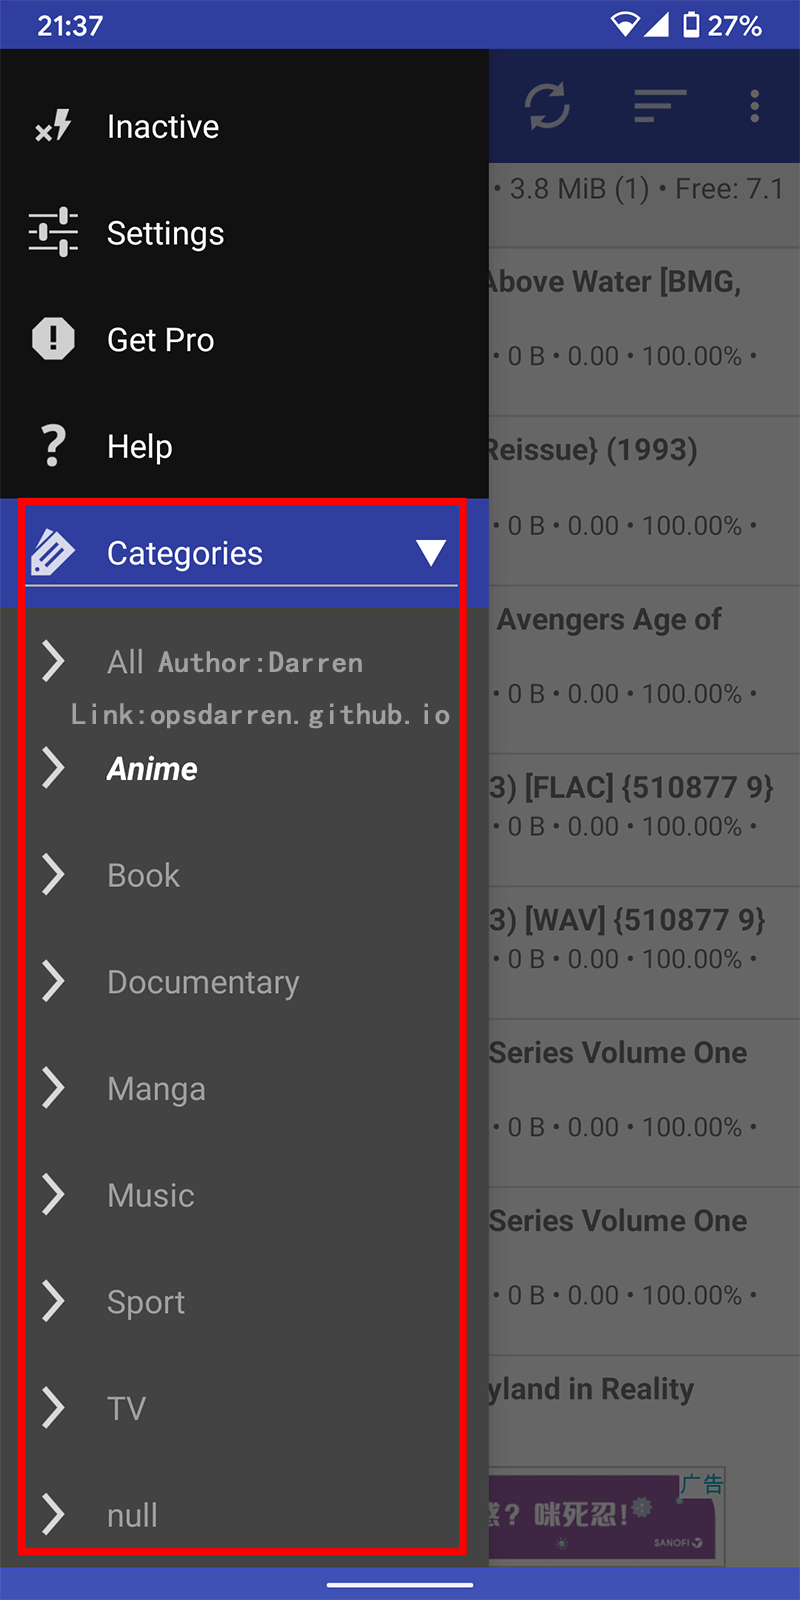 21:37
27%
Inactive
Settings
Get Pro
Help
Categories
All
Author:Darren
Link:opsdarren.github.io
Anime
Book
Documentary
Manga
Music
Sport
TV
null
• 3.8 MiB (1) • Free: 7.1
Above Water [BMG,
• 0 B • 0.00 • 100.00% •
Reissue} (1993)
• 0 B • 0.00 • 100.00% •
Avengers Age of
• 0 B • 0.00 • 100.00% •
3) [FLAC] {510877 9}
• 0 B • 0.00 • 100.00% •
3) [WAV] {510877 9}
• 0 B • 0.00 • 100.00% •
Series Volume One
• 0 B • 0.00 • 100.00% •
Series Volume One
• 0 B • 0.00 • 100.00% •
yland in Reality
广告
? 咪死忍!
SANOFI